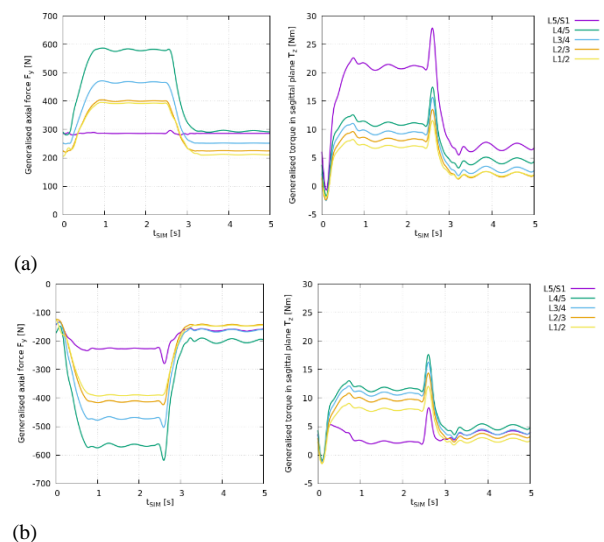 700
600
500
400
300
200
100
0
0 1 2 3 4 5
Generalised axial force Fy [N]
tSIM [s]
30
25
20
15
10
5
0
-5
0 1 2 3 4 5
Generalised torque in sagittal plane Tz [Nm]
tSIM [s]
L5/S1
L4/5
L3/4
L2/3
L1/2
(a)
0
-100
-200
-300
-400
-500
-600
-700
0 1 2 3 4 5
Generalised axial force Fy [N]
tSIM [s]
30
25
20
15
10
5
0
-5
0 1 2 3 4 5
Generalised torque in sagittal plane Tz [Nm]
tSIM [s]
L5/S1
L4/5
L3/4
L2/3
L1/2
(b)